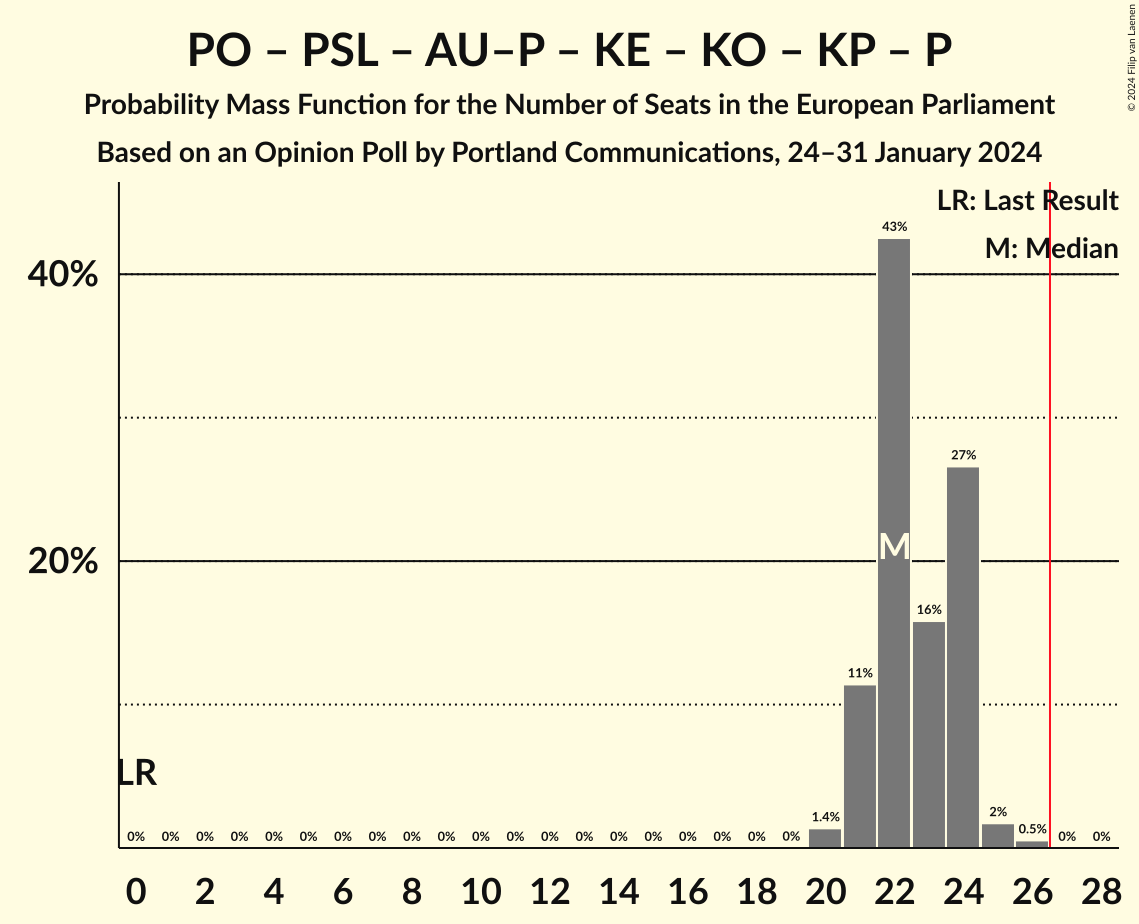 PO – PSL – AU–P – KE – KO – KP – P
Probability Mass Function for the Number of Seats in the European Parliament
Based on an Opinion Poll by Portland Communications, 24–31 January 2024
© 2024 Filip van Laenen
LR: Last Result
M: Median
43%
40%
27%
M
20%
16%
11%
LR
0% 0% 0% 0% 0% 0% 0% 0% 0% 0% 0% 0% 0% 0% 0% 0% 0% 0% 0% 0% 1.4% 2% 0.5% 0% 0%
0 2 4 6 8 10 12 14 16 18 20 22 24 26 28